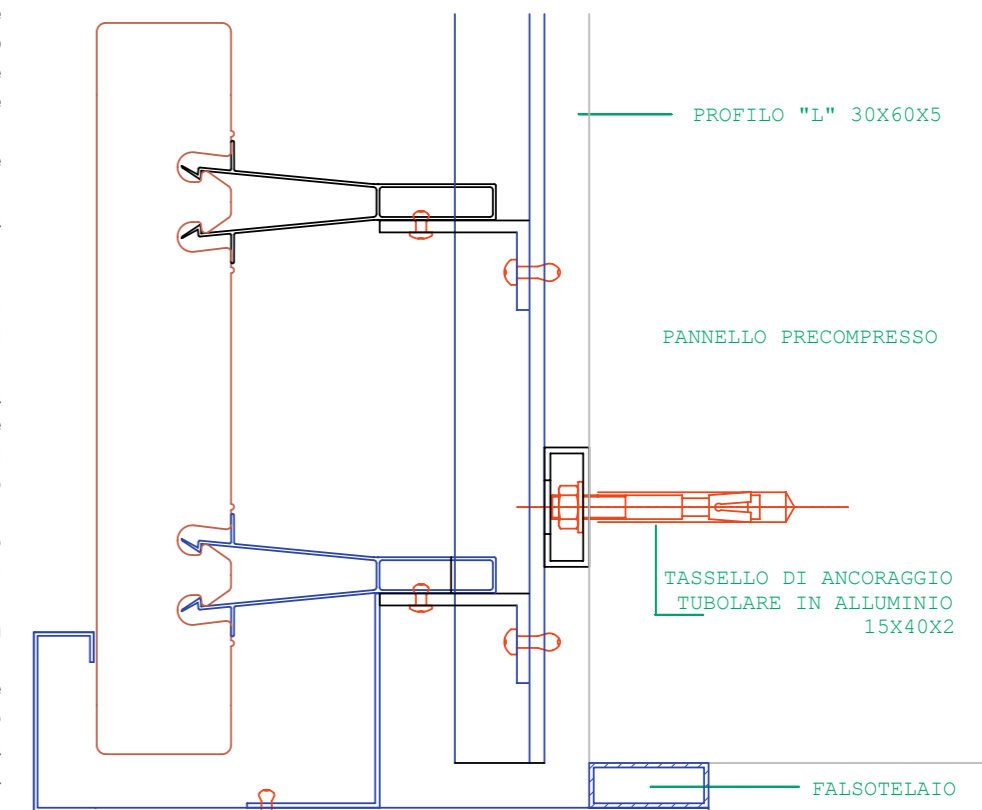 PROFILO "L" 30X60X5
PANNELLO PRECOMPRESSO
TASSELLO DI ANCORAGGIO
TUBOLARE IN ALLUMINIO
15X40X2
FALSOTELAIO